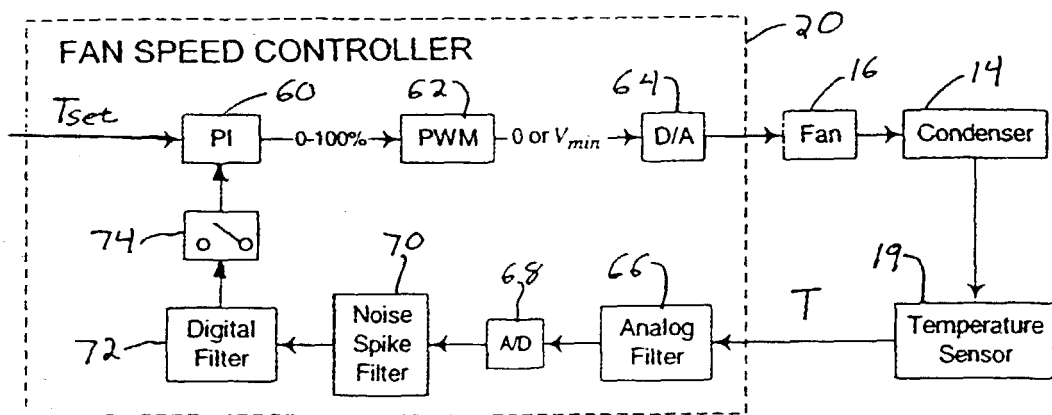 FAN SPEED CONTROLLER
20
60
62
64
16
14
Tset
PI
0-100%
PWM
0 or Vmin
D/A
Fan
Condenser
74
70
68
66
19
T
72
Digital
Filter
Noise
Spike
Filter
A/D
Analog
Filter
Temperature
Sensor